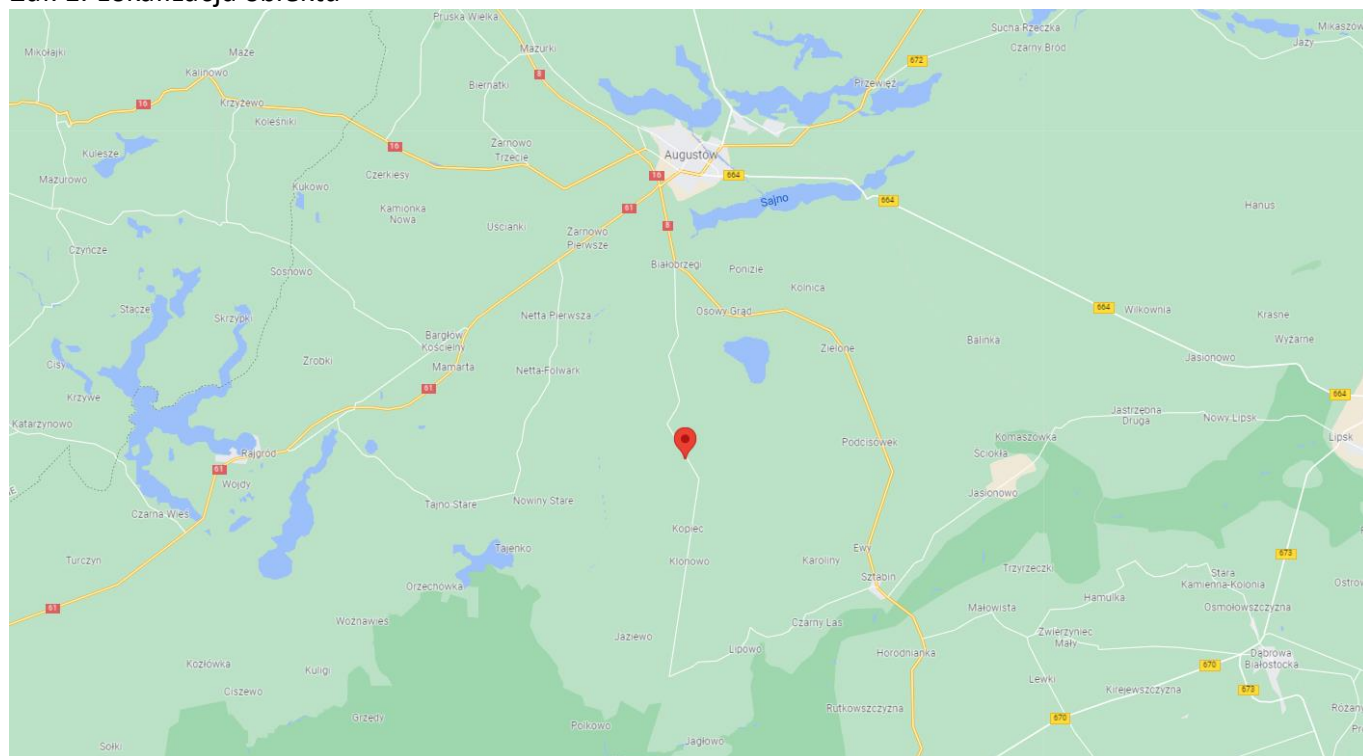 Zał. 1. Lokalizacja obiektu
Pruska Wielka
Sucha Rzeczka
Mikaszów
Mikołajki
Maże
Mazurki
Czarny Bród
Jazy
Kalinowo
8
672
Biernatki
Przewięź
16
Krzyżewo
Koleśniki
Żarnowo
Trzecie
16
Kulesze
Augustów
Czerkiesy
16
664
Mazurowo
Kukowo
Sajno
664
Kamionka
Nowa
61
Hanus
Uścianki
Żarnowo
Pierwsze
8
Czyńcze
Białobrzegi
Ponizie
Sosnowo
Kolnica
Stacze
Skrzypki
Netta Pierwsza
Osowy Grąd
664
Wilkownia
Krasne
Bargłów
Kościelny
Zielone
Balinka
Wyżarne
Cisy
Zrobki
Mamarta
Netta-Folwark
Jasionowo
61
Krzywe
664
Katarzynowo
Jastrzębna
Druga
Nowy Lipsk
Podcisówek
Komaszówka
Lipsk
Rajgród
Ściokła
61
Wojdy
Jasionowo
Tajno Stare
Nowiny Stare
Czarna Wieś
Kopiec
673
Turczyn
Tajenko
Klonowo
Karoliny
Ewy
Trzyrzeczki
Stara
Kamienna-Kolonia
Orzechówka
Sztabin
Ostrow
61
Małowista
Hamulka
Osmołowszczyzna
Woźnawieś
Czarny Las
Jaziewo
Zwierzyniec
Mały
Lipowo
Horodnianka
Dąbrowa
Białostocka
Kozłówka
Kuligi
670
Lewki
Ciszewo
Kirejewszczyzna
673
Rutkowszczyzna
Różany
Grzędy
Polkowo
670
Sołki
Jagłowo